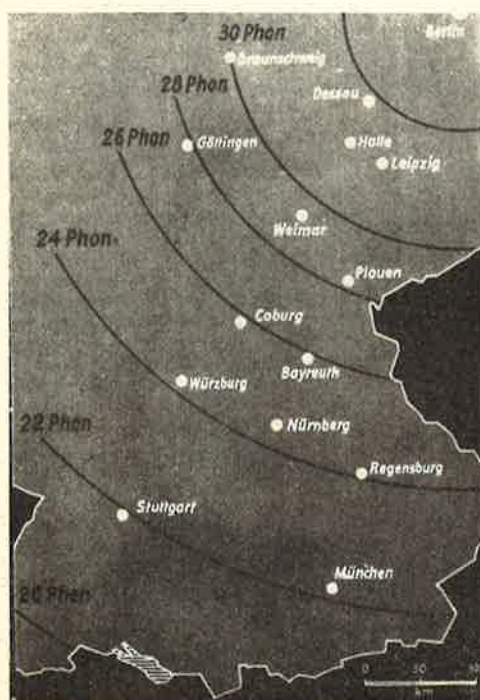 Berlin
30 Phon
Braunschweig
28 Phon
Dessau
26 Phon
Göttingen
Halle
Leipzig
Weimar
24 Phon
Plauen
Coburg
Bayreuth
Würzburg
22 Phon
Nürnberg
Regensburg
Stuttgart
München
20 Phon
0 50
km